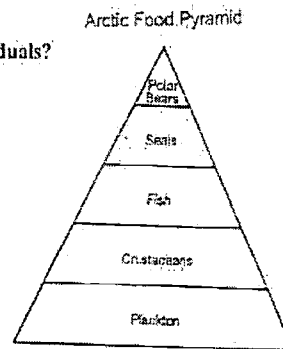 Arctic Food Pyramid
duals?
Polar
Bears
Seals
Fish
Crustaceans
Plankton